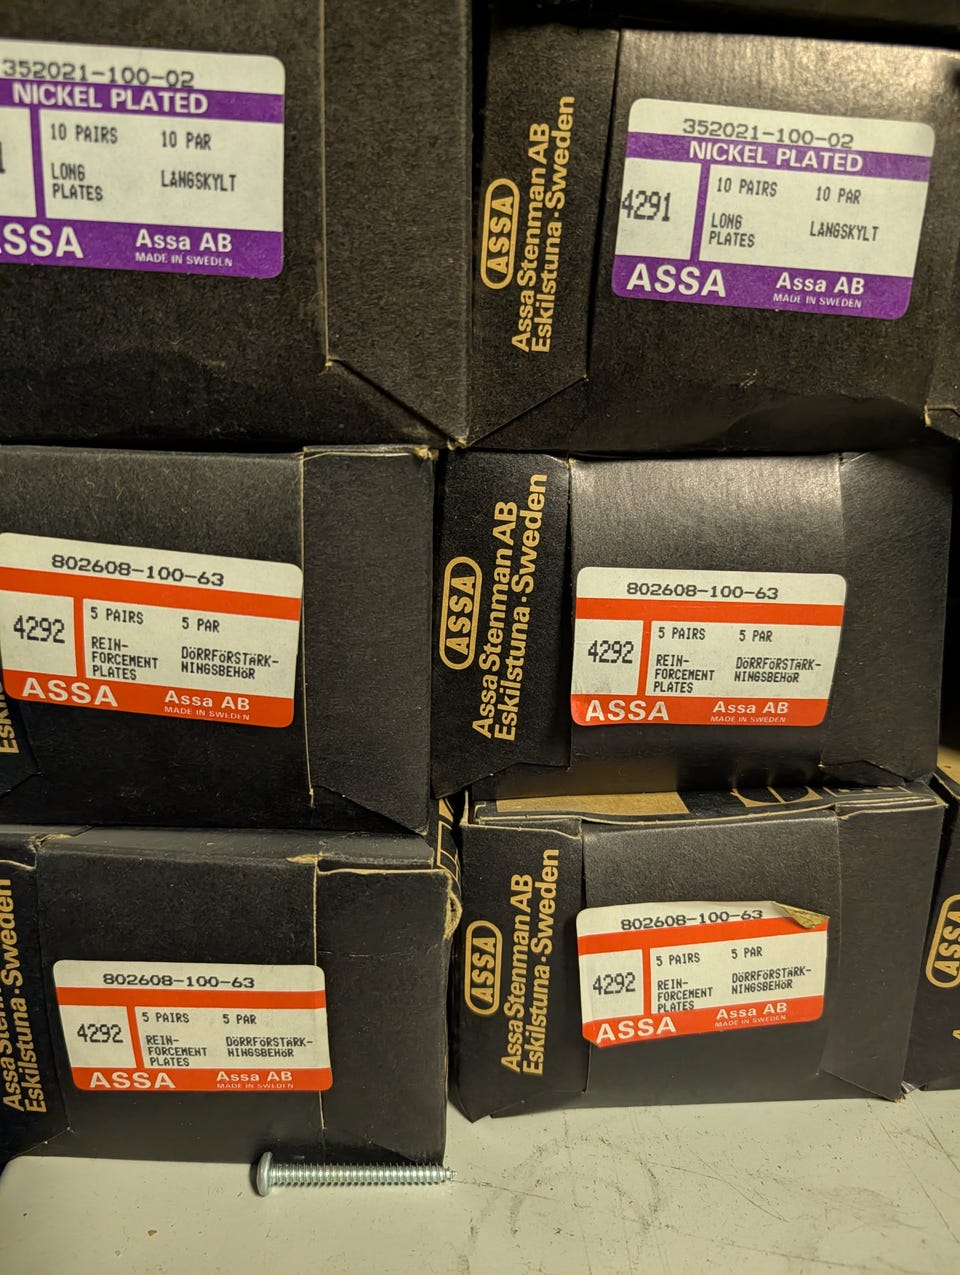 352021-100-02
NICKEL PLATED
10 PAIRS 10 PAR
LONG
PLATES
LANGSKYLT
ASSA
Assa AB
MADE IN SWEDEN
ASSA
Assa Stenman AB
Eskilstuna·Sweden
352021-100-02
NICKEL PLATED
4291
10 PAIRS 10 PAR
LONG
PLATES
LANGSKYLT
ASSA
Assa AB
MADE IN SWEDEN
802608-100-63
4292
5 PAIRS 5 PAR
REIN-
FORCEMENT
PLATES
DÖRRFÖRSTÄRK-
NINGSBEHÖR
ASSA
Assa AB
MADE IN SWEDEN
ASSA
Assa Stenman AB
Eskilstuna·Sweden
802608-100-63
4292
5 PAIRS 5 PAR
REIN-
FORCEMENT
PLATES
DÖRRFÖRSTÄRK-
NINGSBEHÖR
ASSA
Assa AB
MADE IN SWEDEN
Eskilstuna·Sweden
802608-100-63
4292
5 PAIRS 5 PAR
REIN-
FORCEMENT
PLATES
DÖRRFÖRSTÄRK-
NINGSBEHÖR
ASSA
Assa AB
MADE IN SWEDEN
ASSA
Assa Stenman AB
Eskilstuna·Sweden
802608-100-63
4292
5 PAIRS 5 PAR
REIN-
FORCEMENT
PLATES
DÖRRFÖRSTÄRK-
NINGSBEHÖR
ASSA
Assa AB
MADE IN SWEDEN
ASSA